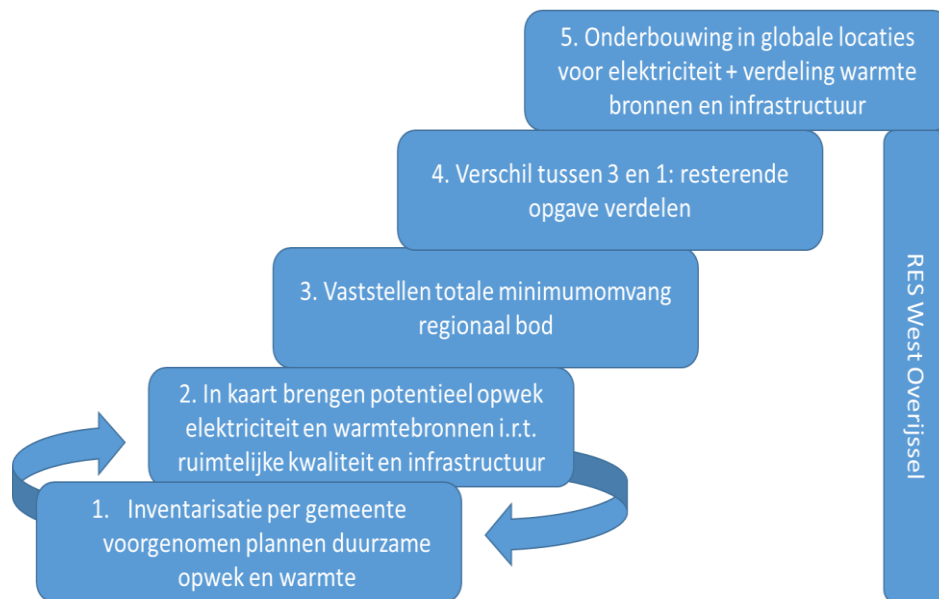 5. Onderbouwing in globale locaties
voor elektriciteit + verdeling warmte
bronnen en infrastructuur
4. Verschil tussen 3 en 1: resterende
opgave verdelen
3. Vaststellen totale minimumomvang
regionaal bod
2. In kaart brengen potentieel opwek
elektriciteit en warmtebronnen i.r.t.
ruimtelijke kwaliteit en infrastructuur
1. Inventarisatie per gemeente
voorgenomen plannen duurzame
opwek en warmte
RES West Overijssel